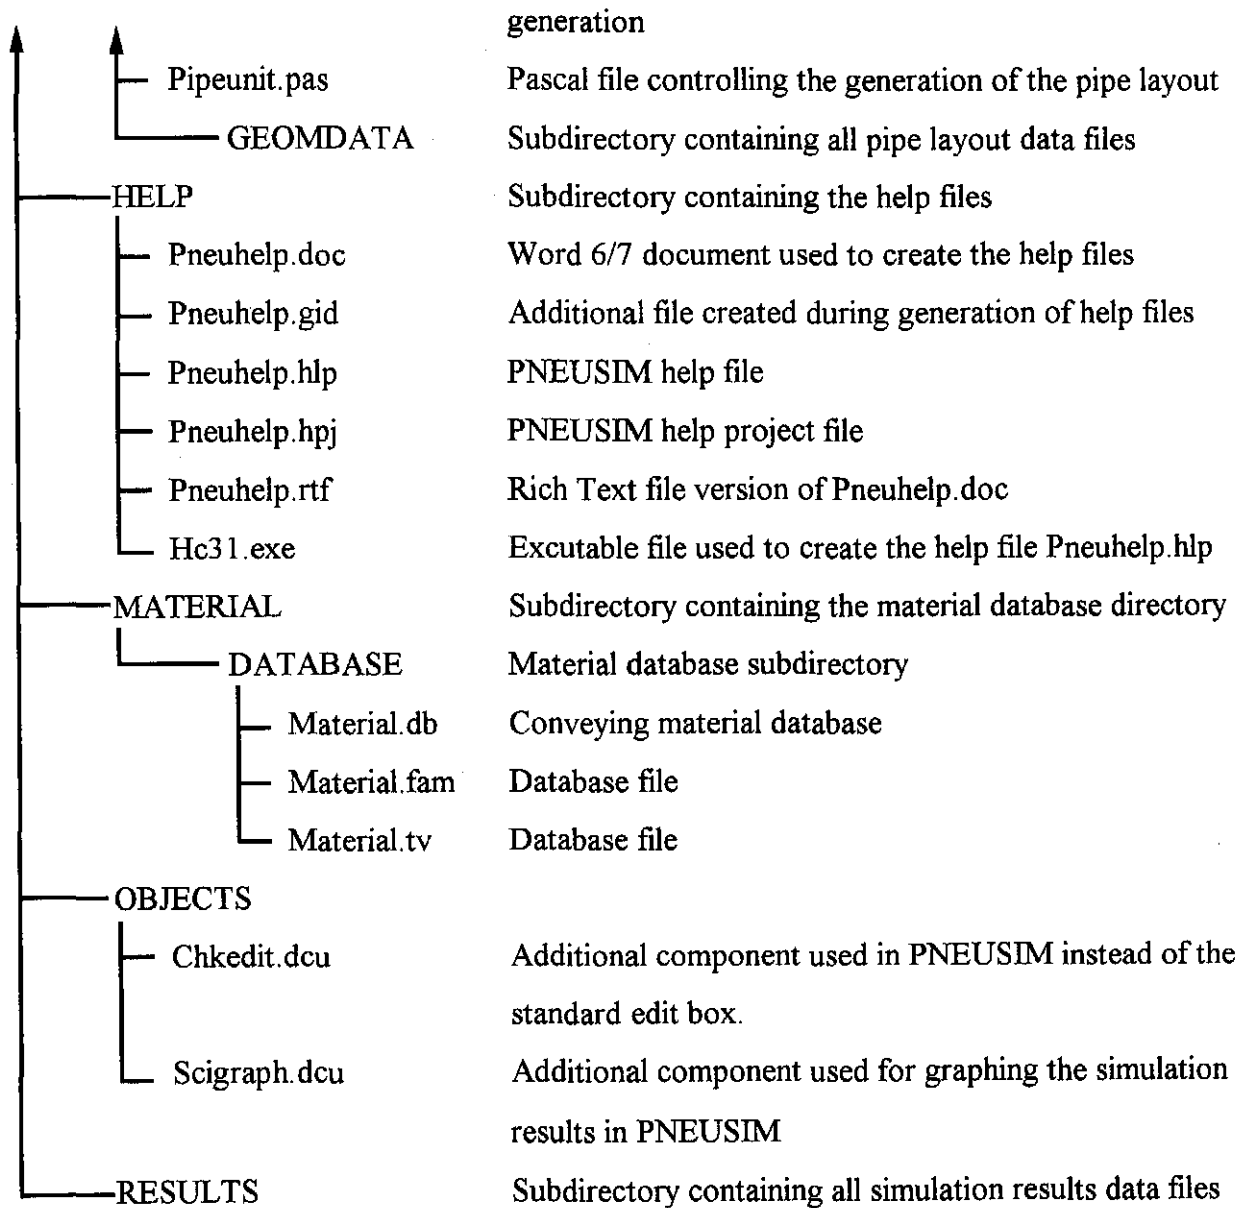 generation
Pipeunit.pas Pascal file controlling the generation of the pipe layout
GEOMDATA Subdirectory containing all pipe layout data files
HELP Subdirectory containing the help files
Pneuhelp.doc Word 6/7 document used to create the help files
Pneuhelp.gid Additional file created during generation of help files
Pneuhelp.hlp PNEUSIM help file
Pneuhelp.hpj PNEUSIM help project file
Pneuhelp.rtf Rich Text file version of Pneuhelp.doc
Hc31.exe Excutable file used to create the help file Pneuhelp.hlp
MATERIAL Subdirectory containing the material database directory
DATABASE Material database subdirectory
Material.db Conveying material database
Material.fam Database file
Material.tv Database file
OBJECTS
Chkedit.dcu Additional component used in PNEUSIM instead of the
standard edit box.
Scigraph.dcu Additional component used for graphing the simulation
results in PNEUSIM
RESULTS Subdirectory containing all simulation results data files